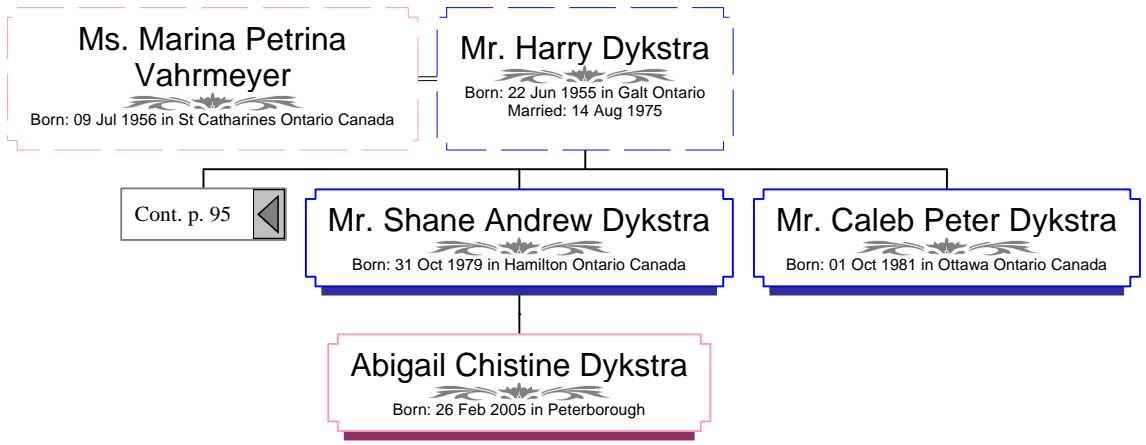 Ms. Marina Petrina
Vahrmeyer
Born: 09 Jul 1956 in St Catharines Ontario Canada
Mr. Harry Dykstra
Born: 22 Jun 1955 in Galt Ontario
Married: 14 Aug 1975
Cont. p. 95
Mr. Shane Andrew Dykstra
Born: 31 Oct 1979 in Hamilton Ontario Canada
Mr. Caleb Peter Dykstra
Born: 01 Oct 1981 in Ottawa Ontario Canada
Abigail Chistine Dykstra
Born: 26 Feb 2005 in Peterborough